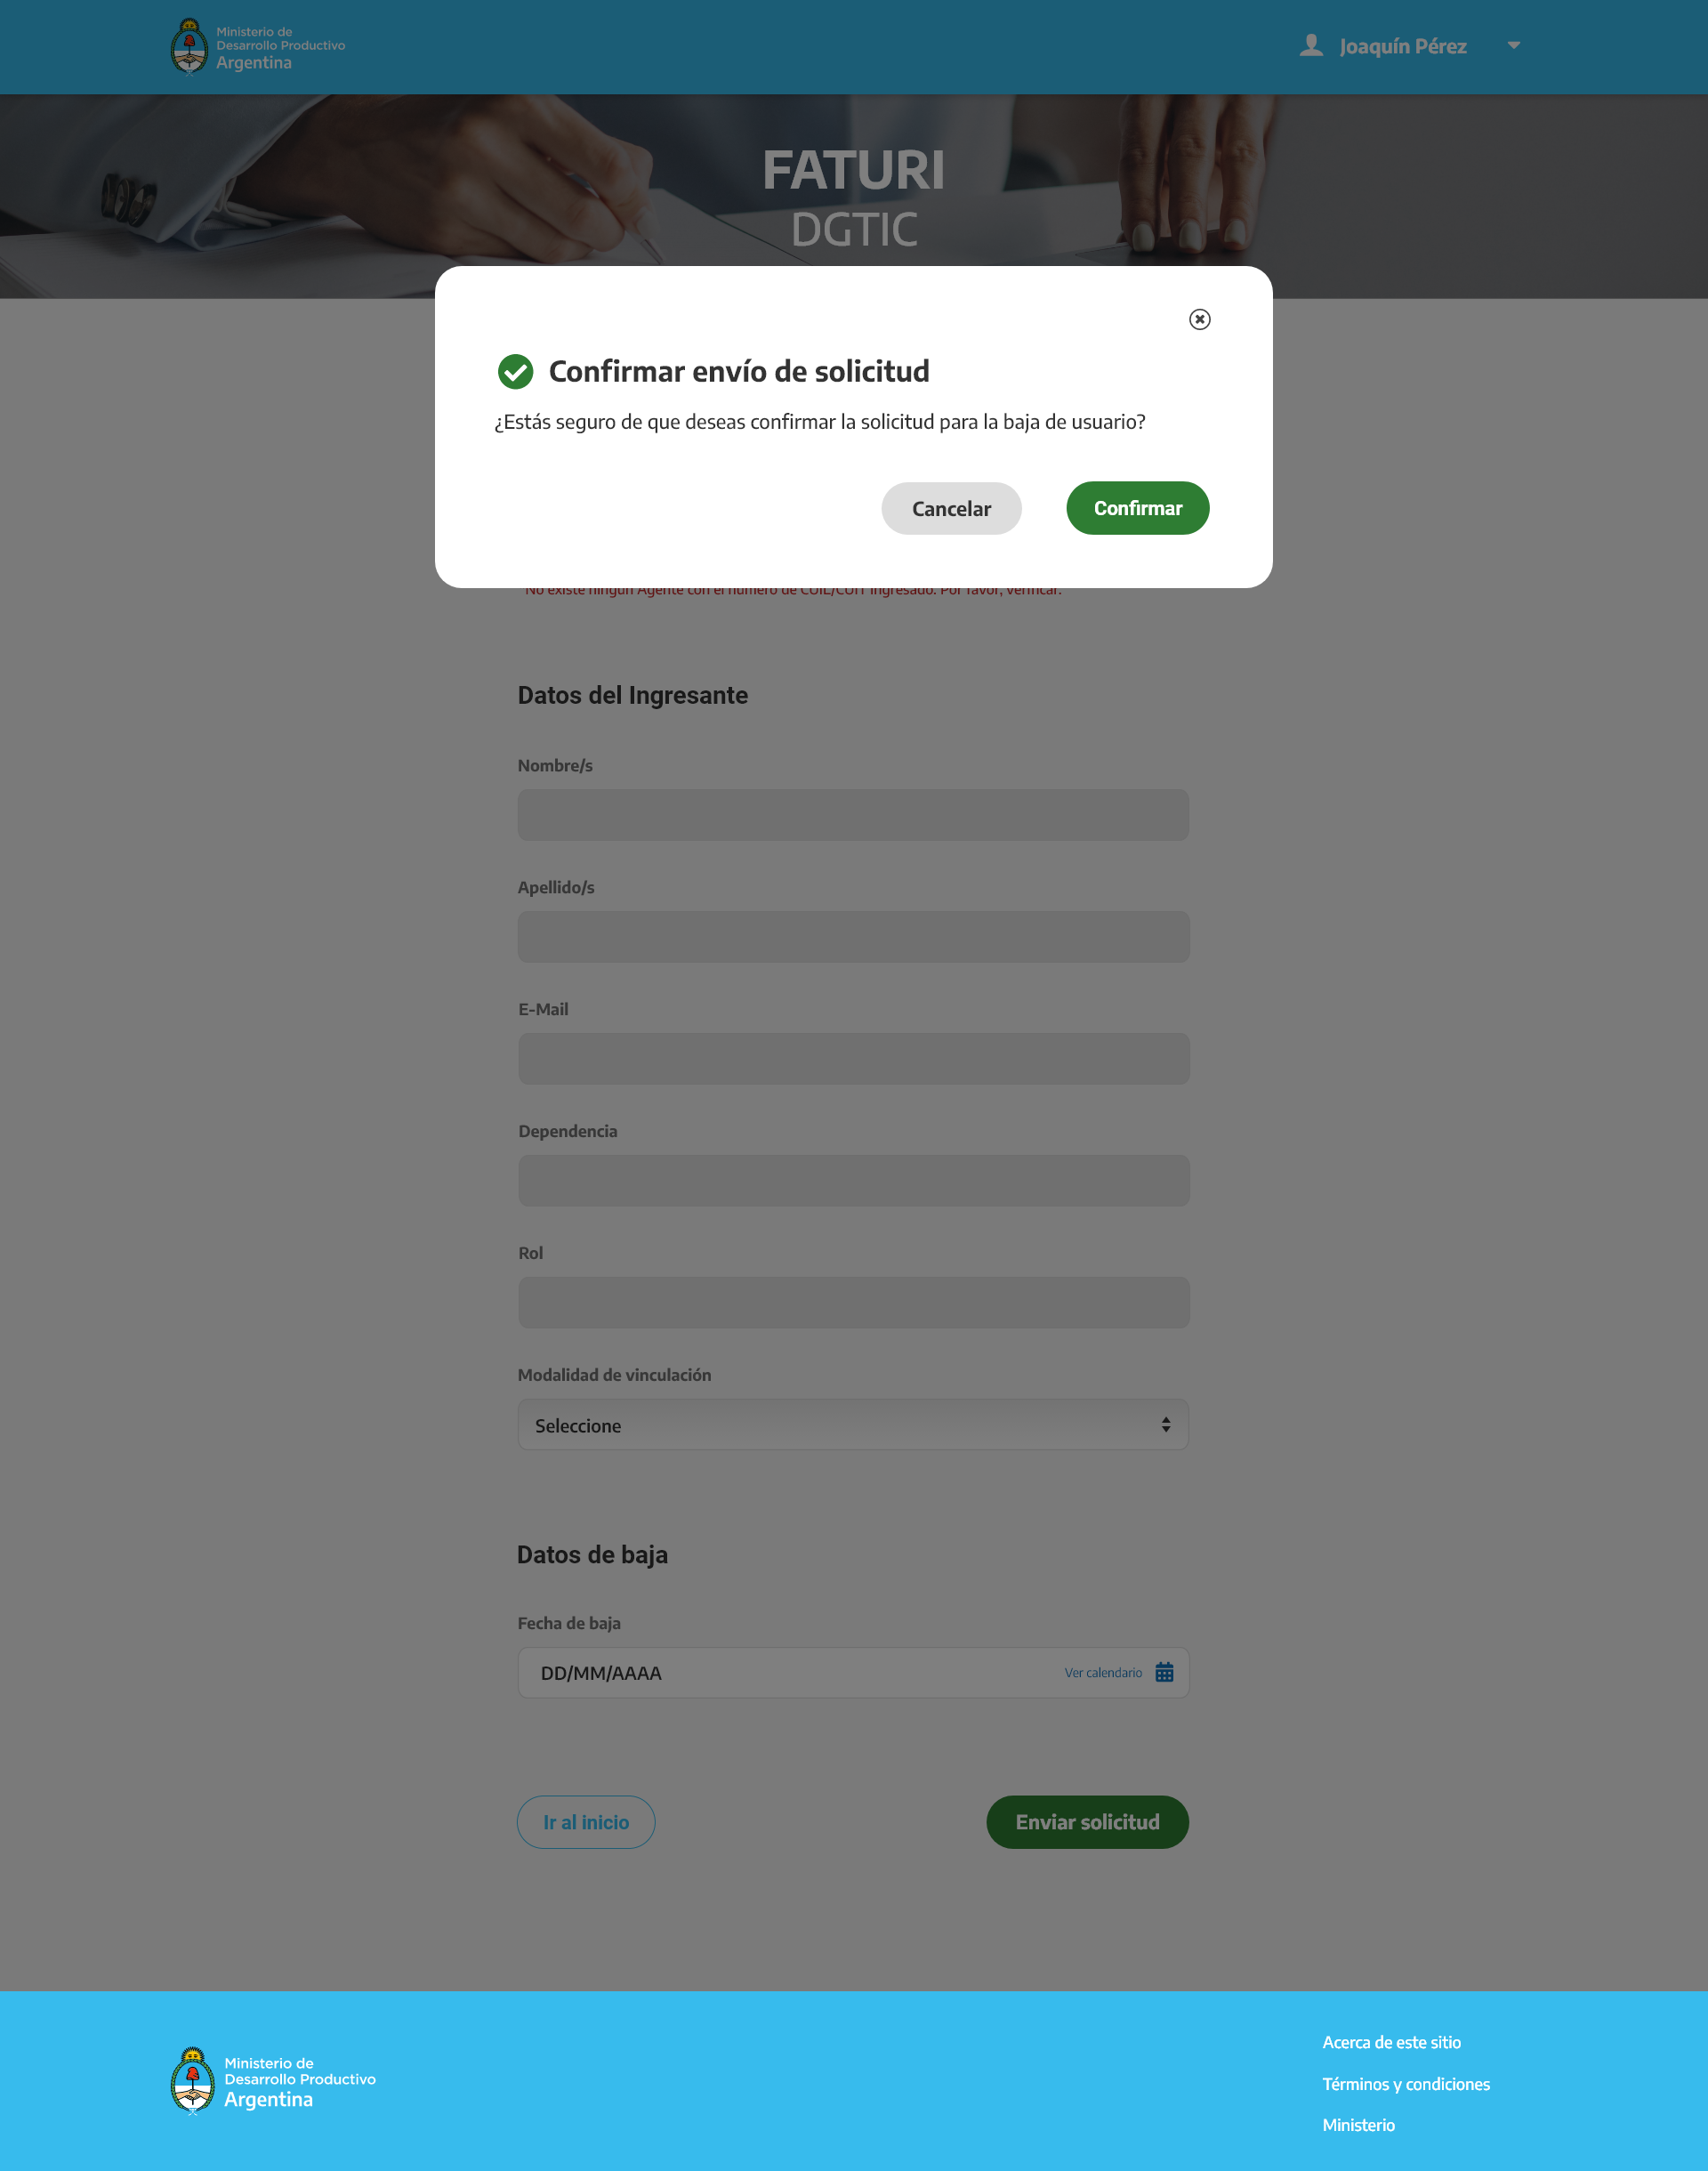 Ministerio de
Desarrollo Productivo
Argentina
Joaquín Pérez
FATURI
DGTIC
Confirmar envío de solicitud
¿Estás seguro de que deseas confirmar la solicitud para la baja de usuario?
Cancelar
Confirmar
No existe ningún Agente con el número de CUIL/CUIT ingresado. Por favor, verificar.
Datos del Ingresante
Nombre/s
Apellido/s
E-Mail
Dependencia
Rol
Modalidad de vinculación
Seleccione
Datos de baja
Fecha de baja
DD/MM/AAAA
Ver calendario
Ir al inicio
Enviar solicitud
Ministerio de
Desarrollo Productivo
Argentina
Acerca de este sitio
Términos y condiciones
Ministerio